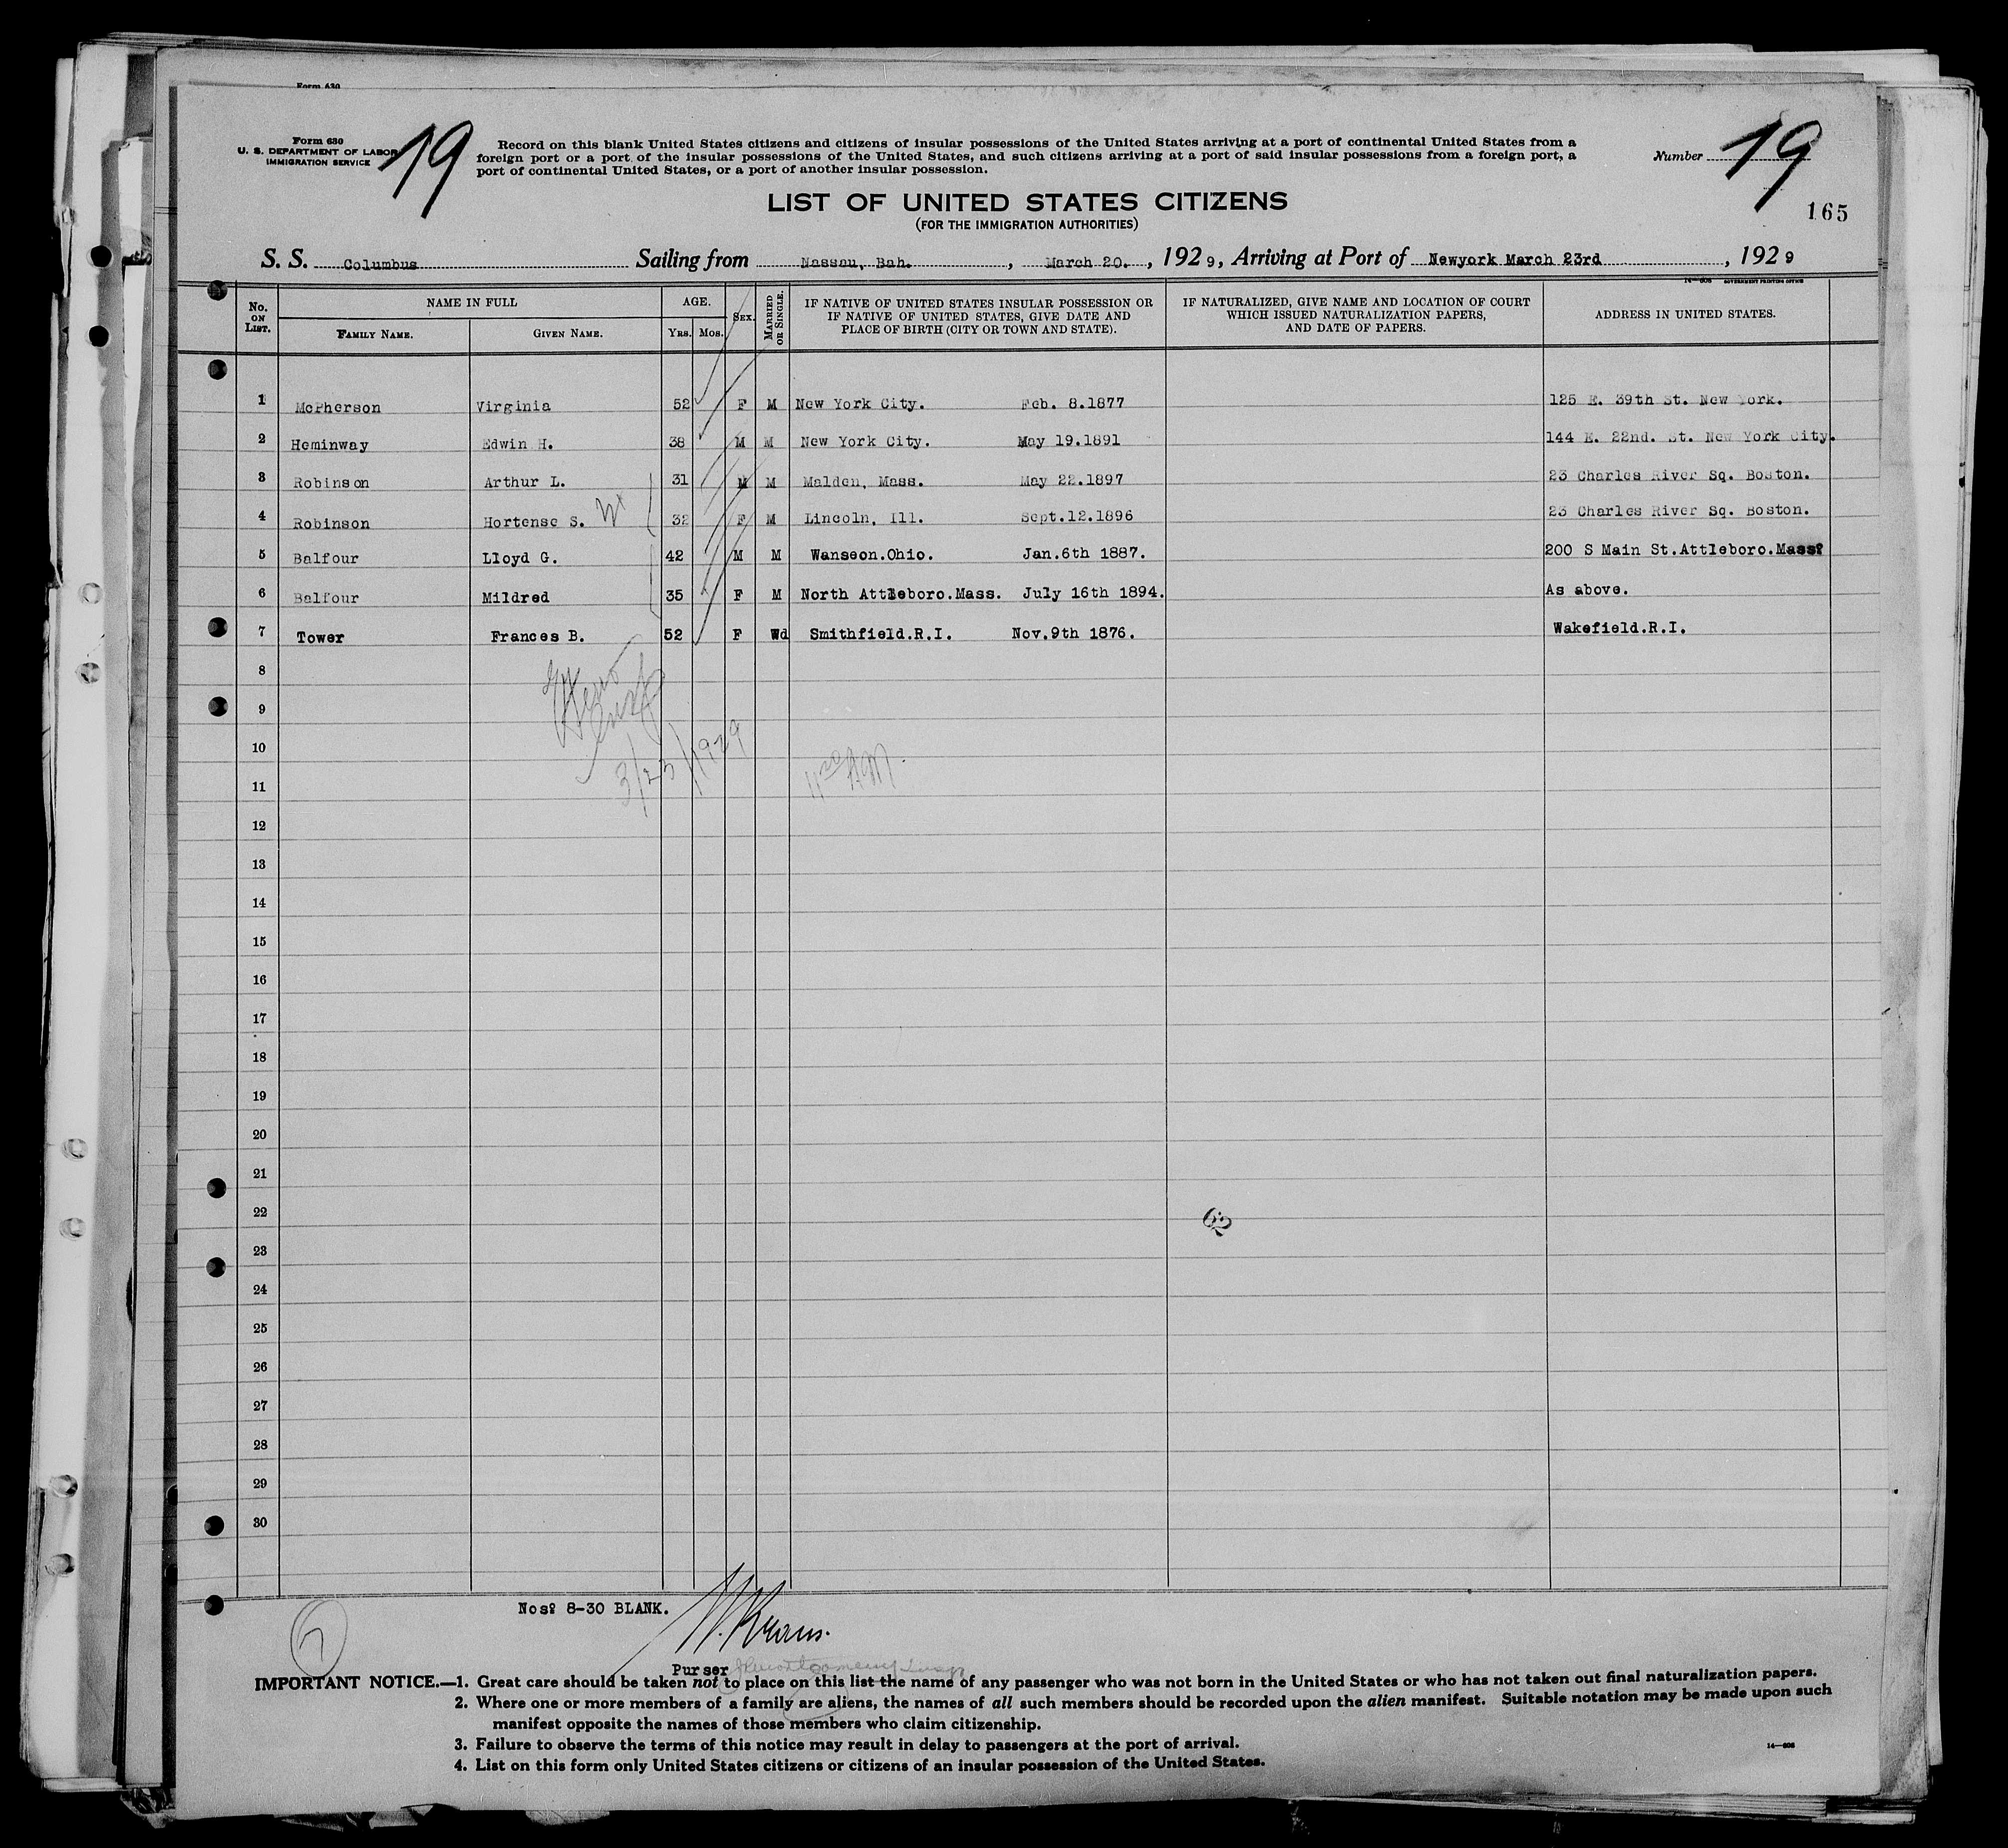 Form 630
Form 630
U. S. DEPARTMENT OF LABOR
IMMIGRATION SERVICE
19
Record on this blank United States citizens and citizens of insular possessions of the United States arriving at a port of continental United States from a
foreign port or a port of the insular possessions of the United States, and such citizens arriving at a port of said insular possessions from a foreign port, a
port of continental United States, or a port of another insular possession.
Number 19
165
LIST OF UNITED STATES CITIZENS
(FOR THE IMMIGRATION AUTHORITIES)
S. S. Columbus Sailing from Nassau, Bah. , March 20. , 1929, Arriving at Port of Newyork March 23rd , 1929
14—608 GOVERNMENT PRINTING OFFICE
No. ON LIST. NAME IN FULL FAMILY NAME. GIVEN NAME. AGE. YRS. MOS. SEX. MARRIED OR SINGLE. IF NATIVE OF UNITED STATES INSULAR POSSESSION OR IF NATIVE OF UNITED STATES, GIVE DATE AND PLACE OF BIRTH (CITY OR TOWN AND STATE). IF NATURALIZED, GIVE NAME AND LOCATION OF COURT WHICH ISSUED NATURALIZATION PAPERS, AND DATE OF PAPERS. ADDRESS IN UNITED STATES.
1 McPherson Virginia 52 F M New York City. Feb. 8.1877 125 E. 39th St. New York.
2 Heminway Edwin H. 38 M M New York City. May 19.1891 144 E. 22nd. St. New York City.
3 Robinson Arthur L. 31 M M Malden, Mass. May 22.1897 23 Charles River Sq. Boston.
4 Robinson Hortense S. 32 F M Lincoln, Ill. Sept.12.1896 23 Charles River Sq. Boston.
5 Balfour Lloyd G. 42 M M Wanseon.Ohio. Jan.6th 1887. 200 S Main St.Attleboro.Mass.
6 Balfour Mildred 35 F M North Attleboro.Mass. July 16th 1894. As above.
7 Tower Frances B. 52 F Wd Smithfield.R.I. Nov.9th 1876. Wakefield.R.I.
8
9
3/23/1929
10
11
12
13
14
15
16
17
18
19
20
21
22
62
23
24
25
26
27
28
29
30
Nos. 8-30 BLANK.
7
Purser
IMPORTANT NOTICE.—1. Great care should be taken not to place on this list the name of any passenger who was not born in the United States or who has not taken out final naturalization papers.
2. Where one or more members of a family are aliens, the names of all such members should be recorded upon the alien manifest. Suitable notation may be made upon such
manifest opposite the names of those members who claim citizenship.
3. Failure to observe the terms of this notice may result in delay to passengers at the port of arrival.
14—608
4. List on this form only United States citizens or citizens of an insular possession of the United States.